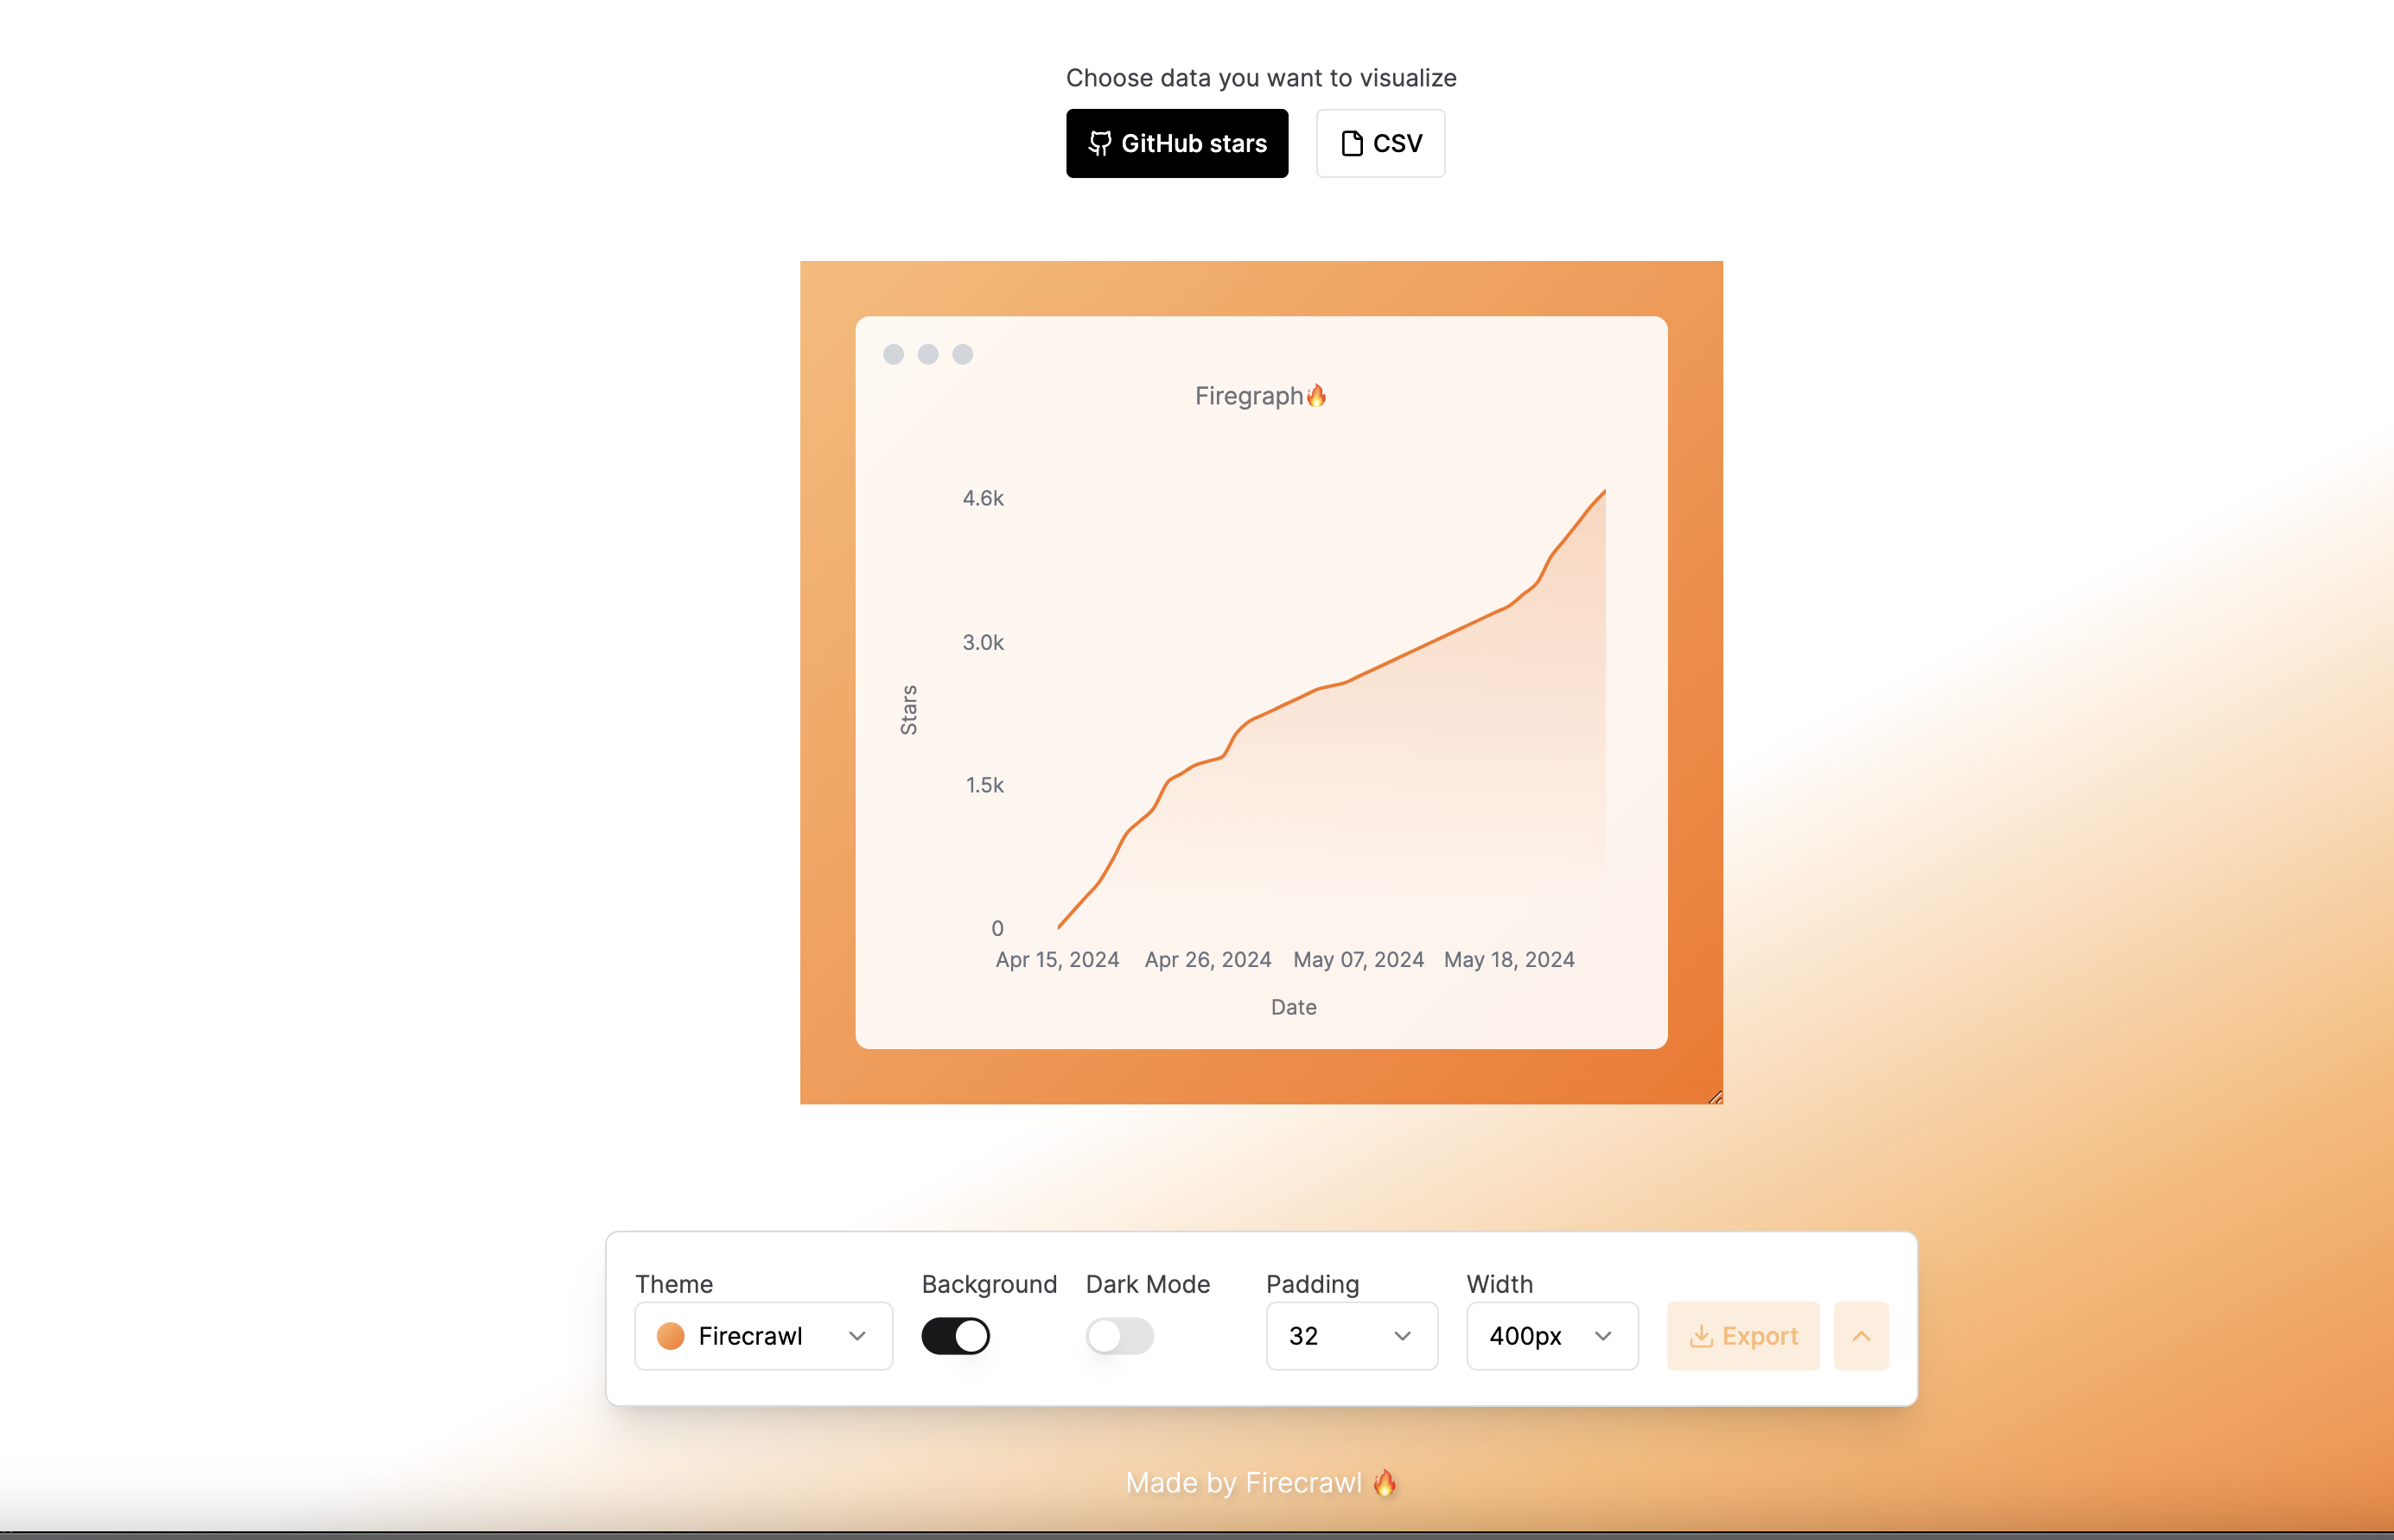 Choose data you want to visualize
GitHub stars
CSV
Firegraph🔥
4.6k
3.0k
1.5k
0
Stars
Apr 15, 2024 Apr 26, 2024 May 07, 2024 May 18, 2024
Date
Theme Background Dark Mode Padding Width
Firecrawl 32 400px Export
Made by Firecrawl 🔥